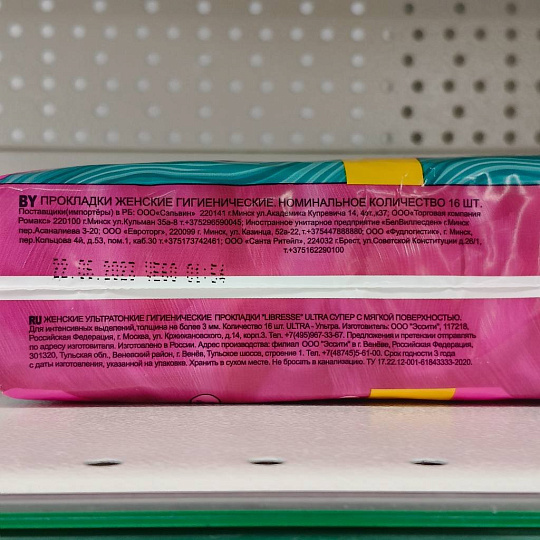 BY ПРОКЛАДКИ ЖЕНСКИЕ ГИГИЕНИЧЕСКИЕ. НОМИНАЛЬНОЕ КОЛИЧЕСТВО 16 ШТ.
Поставщики(импортёры) в РБ: ООО«Сэльвин» 220141 г.Минск ул.Академика Купревича 14, 4уг.,к37; ООО«Торговая компания
Ромакс» 220100 г.Минск ул.Кульман 35а-8 т.+375296590045; Иностранное унитарное предприятие «БелВиллесден» г.Минск
пер.Асаналиева 3-20; ООО «Евроторг», 220099 г. Минск, ул. Казинца, 52а-22, т.+375447888880; ООО «Фудлогистик», г. Минск,
пер.Кольцова 4й, д.53, пом.1, каб.30 т.+375173742461; ООО «Санта Ритейл», 224032 г.Брест, ул.Советской Конституции д.26/1,
т.+375162290100
01:54
RU ЖЕНСКИЕ УЛЬТРАТОНКИЕ ГИГИЕНИЧЕСКИЕ ПРОКЛАДКИ "LIBRESSE" ULTRA СУПЕР С МЯГКОЙ ПОВЕРХНОСТЬЮ.
Для интенсивных выделений,толщина не более 3 мм. Количество 16 шт. ULTRA - Ультра. Изготовитель: ООО "Эссити", 117218,
Российская Федерация, г. Москва, ул. Кржижановского, д.14, корп.3. Тел. +7(495)967-33-67. Предложения и претензии отправлять
по адресу изготовителя. Изготовлено в России. Адрес производства: филиал ООО "Эссити" в г. Венёве, Российская Федерация,
301320, Тульская обл., Веневский район, г. Венёв, Тульское шоссе, строение 1. Тел. +7(48745)5-61-00. Срок годности 3 года
с даты изготовления, указанной на упаковке. Хранить в сухом месте. Не бросать в канализацию. ТУ 17.22.12-001-61843333-2020.